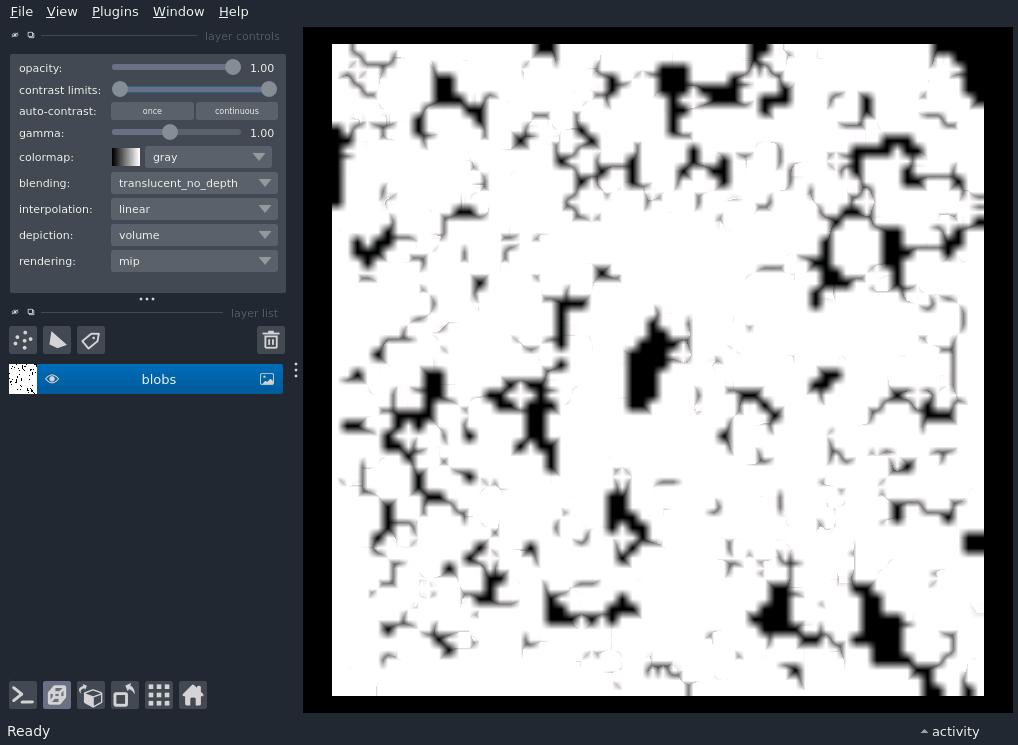 File View Plugins Window Help
layer controls
opacity: 1.00
contrast limits:
auto-contrast: once continuous
gamma: 1.00
colormap: gray
blending: translucent_no_depth
interpolation: linear
depiction: volume
rendering: mip
layer list
blobs
Ready activity